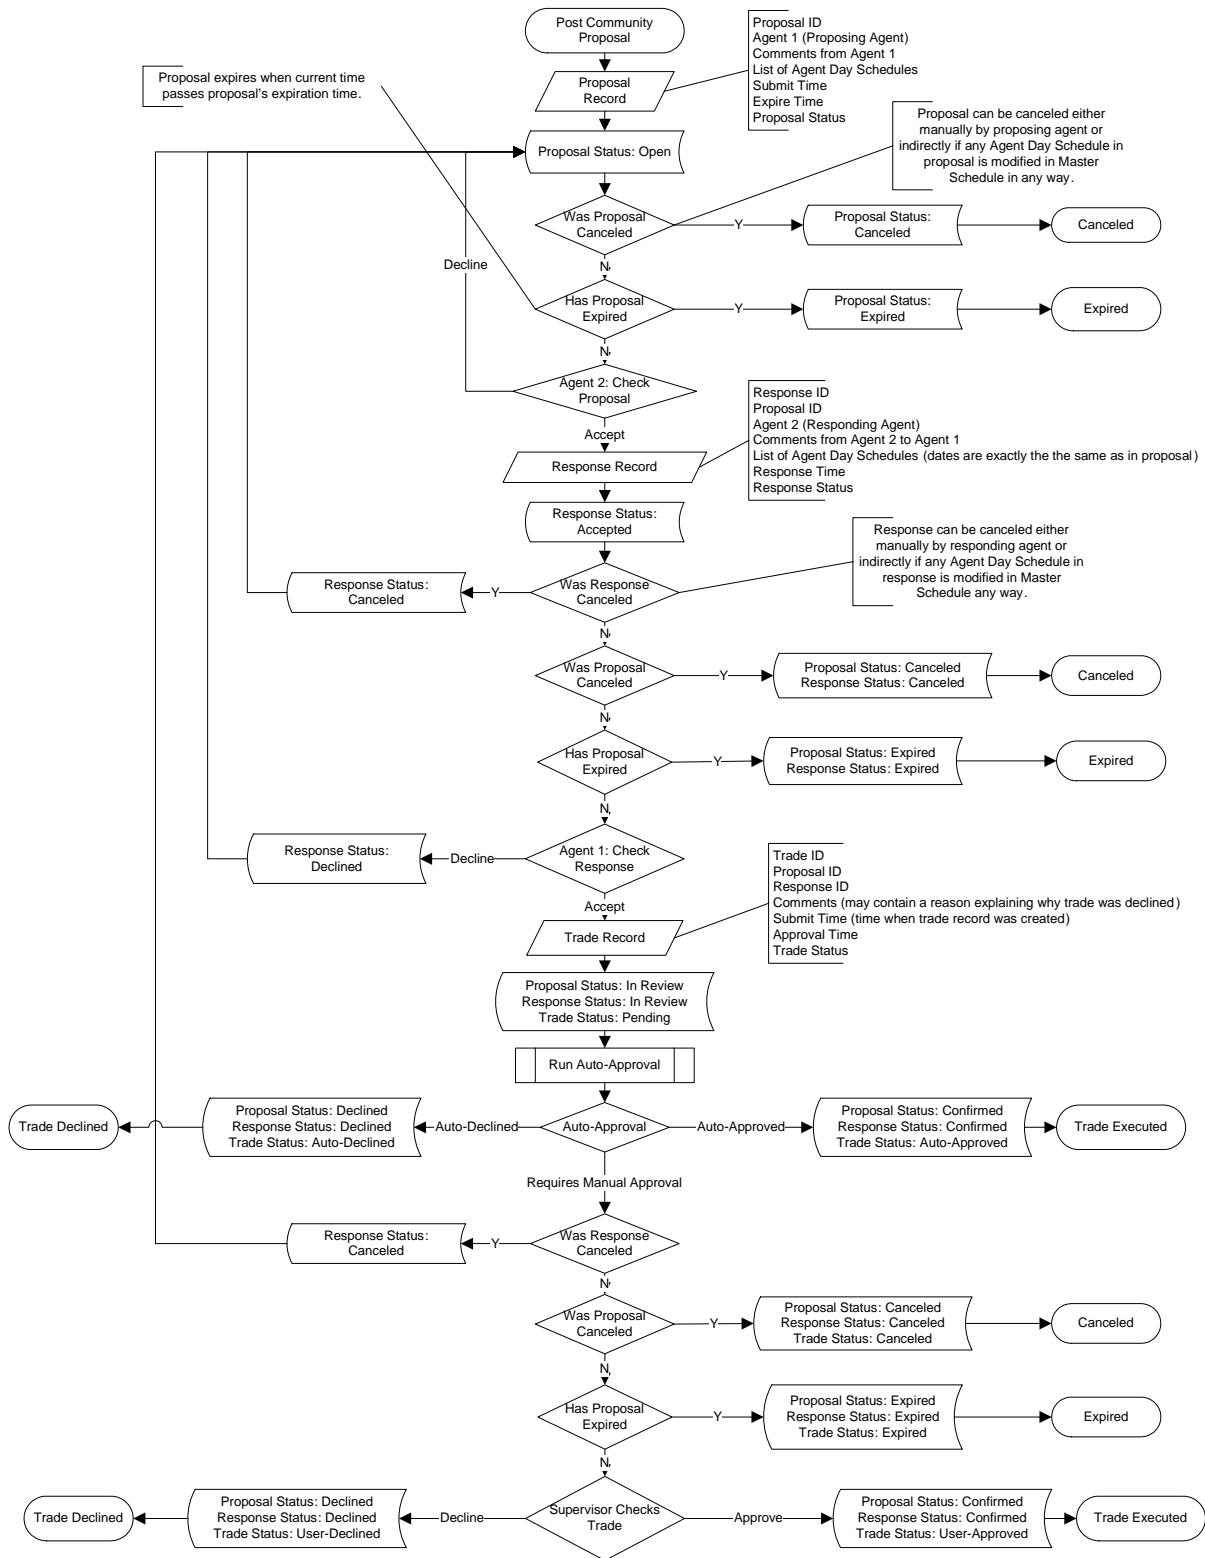 Post Community
Proposal
Proposal ID
Agent 1 (Proposing Agent)
Comments from Agent 1
List of Agent Day Schedules
Submit Time
Expire Time
Proposal Status
Proposal expires when current time
passes proposal's expiration time.
Proposal
Record
Proposal can be canceled either
manually by proposing agent or
indirectly if any Agent Day Schedule in
proposal is modified in Master
Schedule in any way.
Proposal Status: Open
Was Proposal
Canceled
Y
Proposal Status:
Canceled
Canceled
Decline
N
Has Proposal
Expired
Y
Proposal Status:
Expired
Expired
N
Agent 2: Check
Proposal
Response ID
Proposal ID
Agent 2 (Responding Agent)
Comments from Agent 2 to Agent 1
List of Agent Day Schedules (dates are exactly the the same as in proposal)
Response Time
Response Status
Accept
Response Record
Response Status:
Accepted
Response can be canceled either
manually by responding agent or
indirectly if any Agent Day Schedule in
response is modified in Master
Schedule any way.
Response Status:
Canceled
Y
Was Response
Canceled
N
Was Proposal
Canceled
Y
Proposal Status: Canceled
Response Status: Canceled
Canceled
N
Has Proposal
Expired
Y
Proposal Status: Expired
Response Status: Expired
Expired
N
Response Status:
Declined
Decline
Agent 1: Check
Response
Trade ID
Proposal ID
Response ID
Comments (may contain a reason explaining why trade was declined)
Submit Time (time when trade record was created)
Approval Time
Trade Status
Accept
Trade Record
Proposal Status: In Review
Response Status: In Review
Trade Status: Pending
Run Auto-Approval
Trade Declined
Proposal Status: Declined
Response Status: Declined
Trade Status: Auto-Declined
Auto-Declined
Auto-Approval
Auto-Approved
Proposal Status: Confirmed
Response Status: Confirmed
Trade Status: Auto-Approved
Trade Executed
Requires Manual Approval
Response Status:
Canceled
Y
Was Response
Canceled
N
Was Proposal
Canceled
Y
Proposal Status: Canceled
Response Status: Canceled
Trade Status: Canceled
Canceled
N
Has Proposal
Expired
Y
Proposal Status: Expired
Response Status: Expired
Trade Status: Expired
Expired
N
Trade Declined
Proposal Status: Declined
Response Status: Declined
Trade Status: User-Declined
Decline
Supervisor Checks
Trade
Approve
Proposal Status: Confirmed
Response Status: Confirmed
Trade Status: User-Approved
Trade Executed